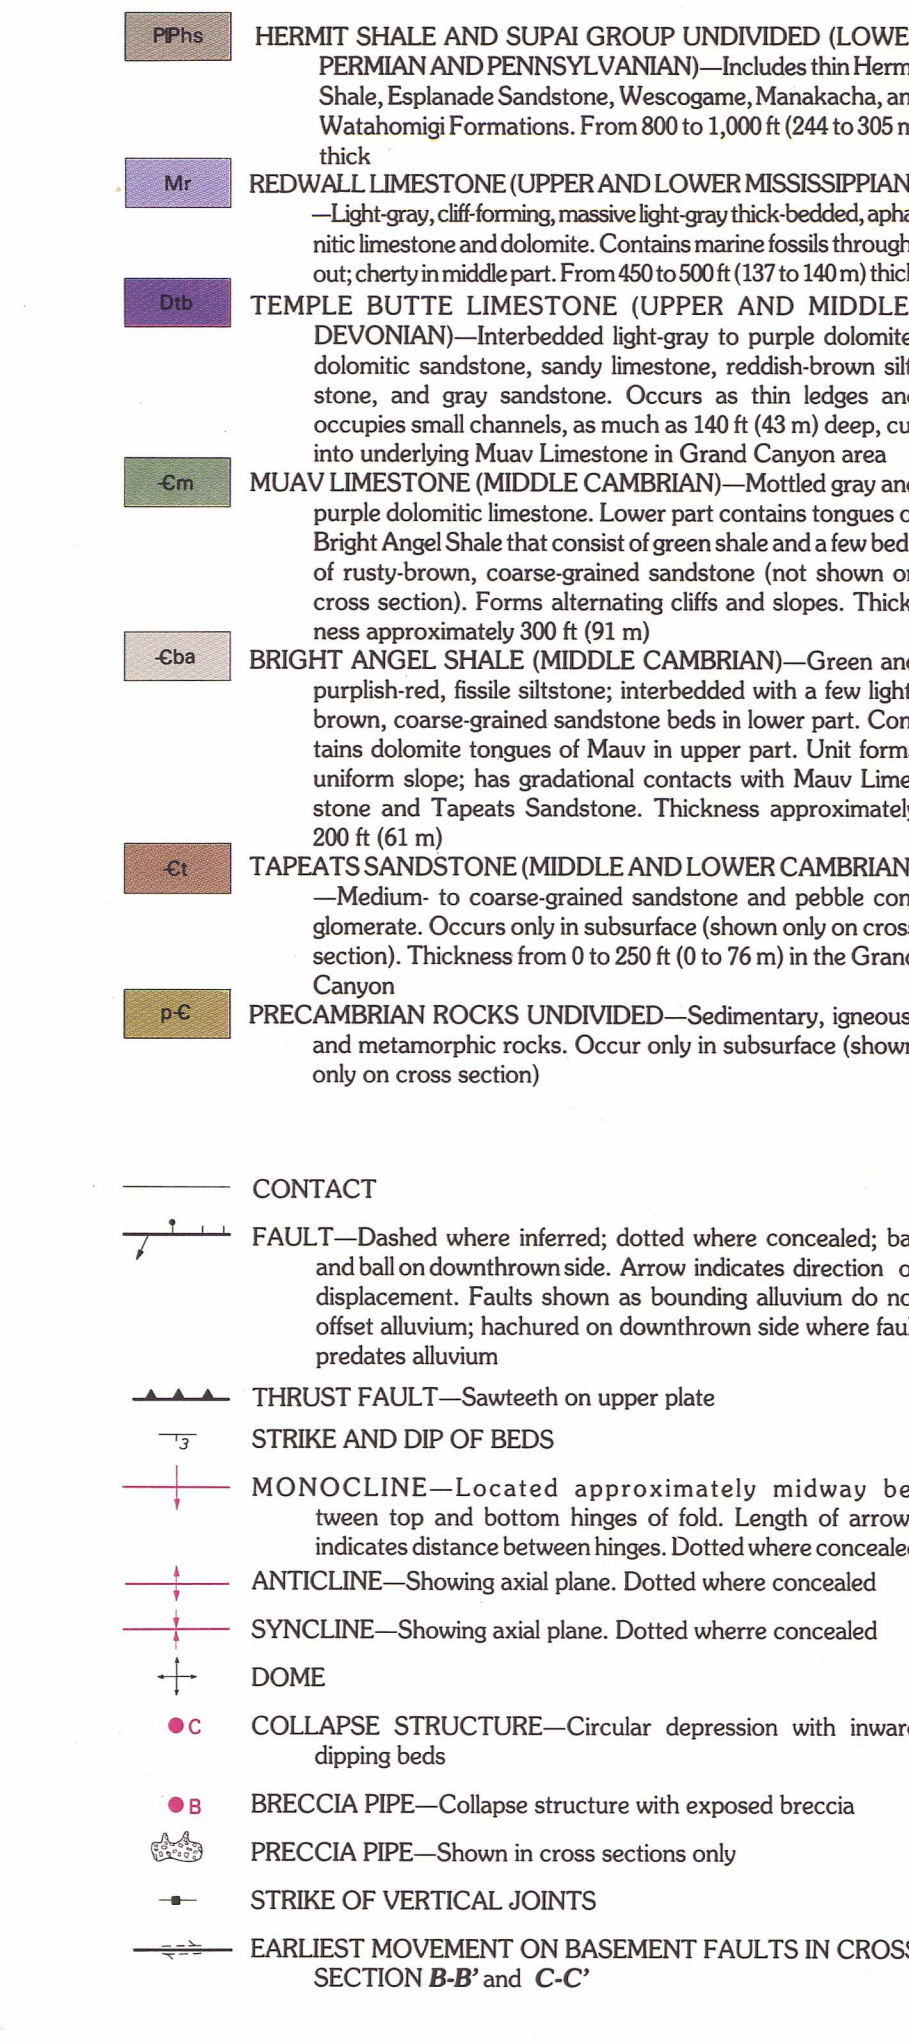 PIPhs HERMIT SHALE AND SUPAI GROUP UNDIVIDED (LOWE
PERMIAN AND PENNSYLVANIAN)—Includes thin Herm
Shale, Esplanade Sandstone, Wescogame, Manakacha, an
Watahomigi Formations. From 800 to 1,000 ft (244 to 305 m
thick
Mr REDWALL LIMESTONE (UPPER AND LOWER MISSISSIPPIAN
—Light-gray, cliff-forming, massive light-gray thick-bedded, apha
nitic limestone and dolomite. Contains marine fossils through
out; cherty in middle part. From 450 to 500 ft (137 to 140 m) thick
Dtb TEMPLE BUTTE LIMESTONE (UPPER AND MIDDLE
DEVONIAN)—Interbedded light-gray to purple dolomite
dolomitic sandstone, sandy limestone, reddish-brown silt
stone, and gray sandstone. Occurs as thin ledges and
occupies small channels, as much as 140 ft (43 m) deep, cu
into underlying Muav Limestone in Grand Canyon area
Ꞓm MUAV LIMESTONE (MIDDLE CAMBRIAN)—Mottled gray and
purple dolomitic limestone. Lower part contains tongues o
Bright Angel Shale that consist of green shale and a few bed
of rusty-brown, coarse-grained sandstone (not shown on
cross section). Forms alternating cliffs and slopes. Thick
ness approximately 300 ft (91 m)
Ꞓba BRIGHT ANGEL SHALE (MIDDLE CAMBRIAN)—Green and
purplish-red, fissile siltstone; interbedded with a few light
brown, coarse-grained sandstone beds in lower part. Con
tains dolomite tongues of Mauv in upper part. Unit form
uniform slope; has gradational contacts with Mauv Lime
stone and Tapeats Sandstone. Thickness approximately
200 ft (61 m)
Ꞓt TAPEATS SANDSTONE (MIDDLE AND LOWER CAMBRIAN
—Medium- to coarse-grained sandstone and pebble con
glomerate. Occurs only in subsurface (shown only on cross
section). Thickness from 0 to 250 ft (0 to 76 m) in the Grand
Canyon
pꞒ PRECAMBRIAN ROCKS UNDIVIDED—Sedimentary, igneous
and metamorphic rocks. Occur only in subsurface (shown
only on cross section)
CONTACT
FAULT—Dashed where inferred; dotted where concealed; ba
and ball on downthrown side. Arrow indicates direction o
displacement. Faults shown as bounding alluvium do no
offset alluvium; hachured on downthrown side where faul
predates alluvium
THRUST FAULT—Sawteeth on upper plate
3 STRIKE AND DIP OF BEDS
MONOCLINE—Located approximately midway be
tween top and bottom hinges of fold. Length of arrow
indicates distance between hinges. Dotted where concealed
ANTICLINE—Showing axial plane. Dotted where concealed
SYNCLINE—Showing axial plane. Dotted wherre concealed
DOME
C COLLAPSE STRUCTURE—Circular depression with inward
dipping beds
B BRECCIA PIPE—Collapse structure with exposed breccia
PRECCIA PIPE—Shown in cross sections only
STRIKE OF VERTICAL JOINTS
EARLIEST MOVEMENT ON BASEMENT FAULTS IN CROSS
SECTION B-B' and C-C'